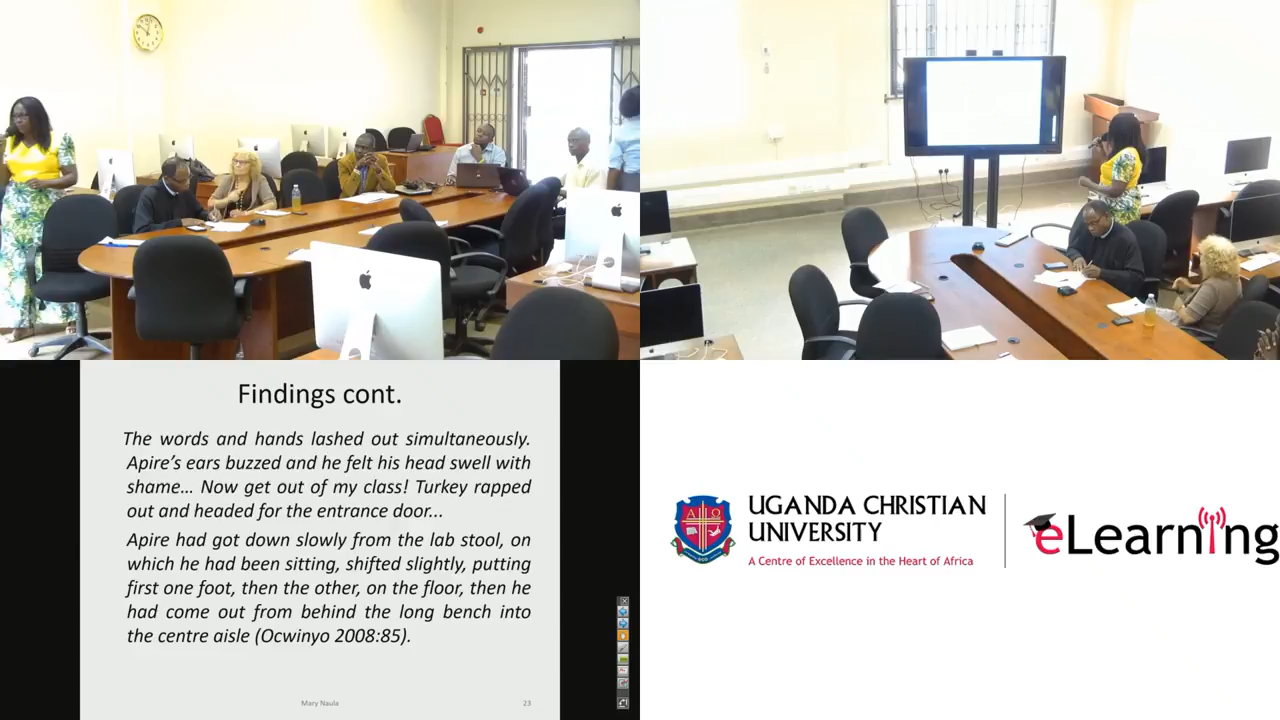 Findings cont.
The words and hands lashed out simultaneously.
Apire's ears buzzed and he felt his head swell with
shame... Now get out of my class! Turkey rapped
out and headed for the entrance door...
Apire had got down slowly from the lab stool, on
which he had been sitting, shifted slightly, putting
first one foot, then the other, on the floor, then he
had come out from behind the long bench into
the centre aisle (Ocwinyo 2008:85).
Mary Naula
23
UGANDA CHRISTIAN
UNIVERSITY
A Centre of Excellence in the Heart of Africa
eLearning